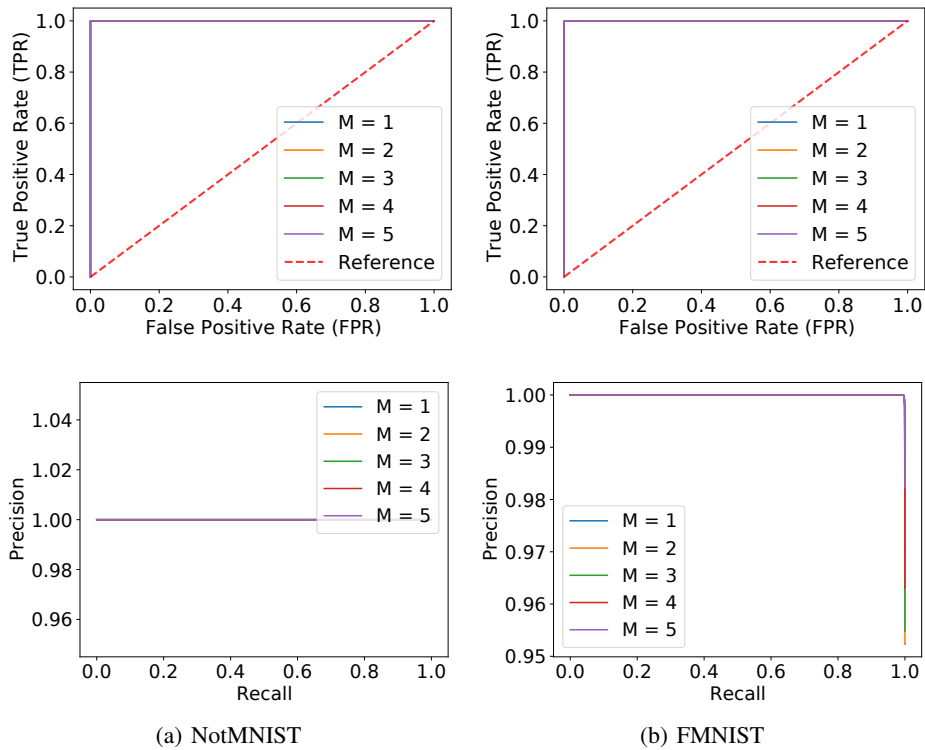 True Positive Rate (TPR)
1.0
0.8
0.6
0.4
0.2
0.0
M = 1
M = 2
M = 3
M = 4
M = 5
Reference
0.0 0.2 0.4 0.6 0.8 1.0
False Positive Rate (FPR)
True Positive Rate (TPR)
1.0
0.8
0.6
0.4
0.2
0.0
M = 1
M = 2
M = 3
M = 4
M = 5
Reference
0.0 0.2 0.4 0.6 0.8 1.0
False Positive Rate (FPR)
Precision
1.04
1.02
1.00
0.98
0.96
M = 1
M = 2
M = 3
M = 4
M = 5
0.0 0.2 0.4 0.6 0.8 1.0
Recall
(a) NotMNIST
Precision
1.00
0.99
0.98
0.97
0.96
0.95
M = 1
M = 2
M = 3
M = 4
M = 5
0.0 0.2 0.4 0.6 0.8 1.0
Recall
(b) FMNIST